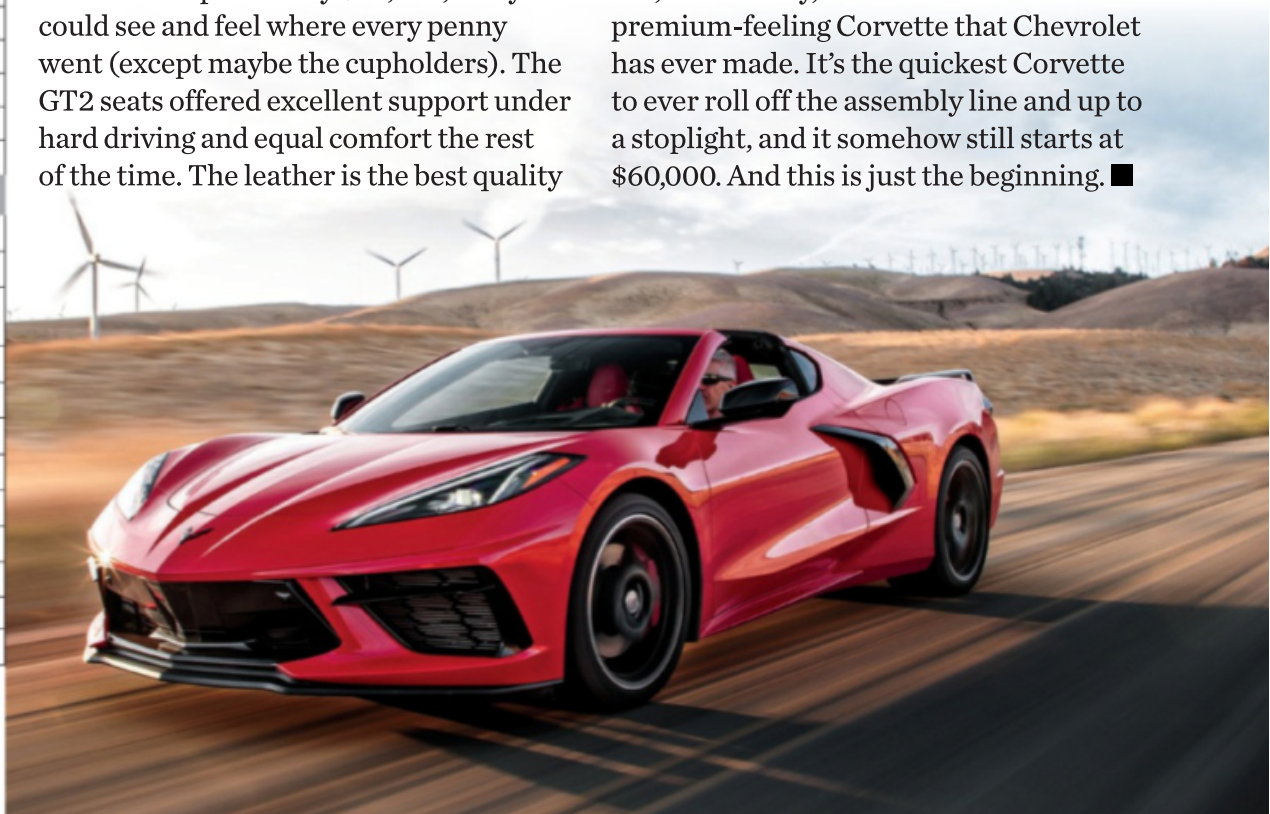 could see and feel where every penny
went (except maybe the cupholders). The
GT2 seats offered excellent support under
hard driving and equal comfort the rest
of the time. The leather is the best quality
premium-feeling Corvette that Chevrolet
has ever made. It’s the quickest Corvette
to ever roll off the assembly line and up to
a stoplight, and it somehow still starts at
$60,000. And this is just the beginning. ■